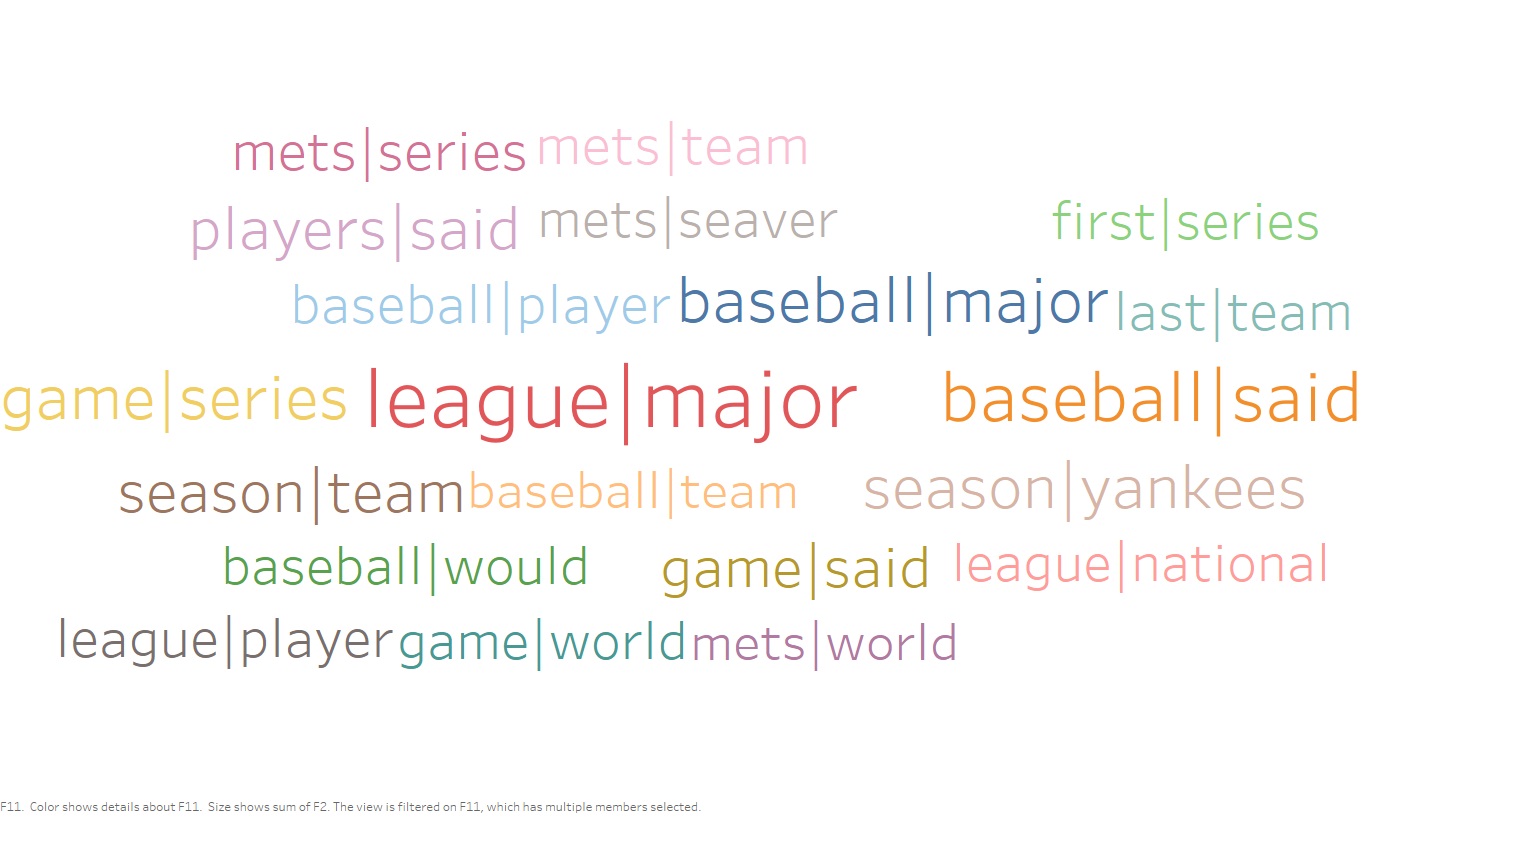 mets|series mets|team
players|said mets|seaver first|series
baseball|player baseball|major last|team
game|series league|major baseball|said
season|team baseball|team season|yankees
baseball|would game|said league|national
league|player game|world mets|world
F11. Color shows details about F11. Size shows sum of F2. The view is filtered on F11, which has multiple members selected.